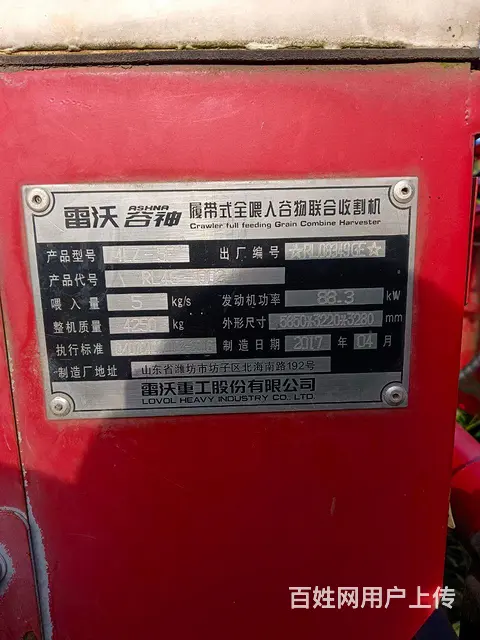 雷沃 ASHNA 谷神 履带式全喂入谷物联合收割机
Crawler full feeding Grain Combine Harvester
产品型号 出厂编号
产品代号
喂入量 5 kg/s 发动机功率 88.3 kW
整机质量 4250 kg 外形尺寸 5650×3220×3280 mm
执行标准 制造日期 2017 年 04 月
制造厂地址 山东省潍坊市坊子区北海南路192号
雷沃重工股份有限公司
LOVOL HEAVY INDUSTRY CO., LTD.
百姓网用户上传